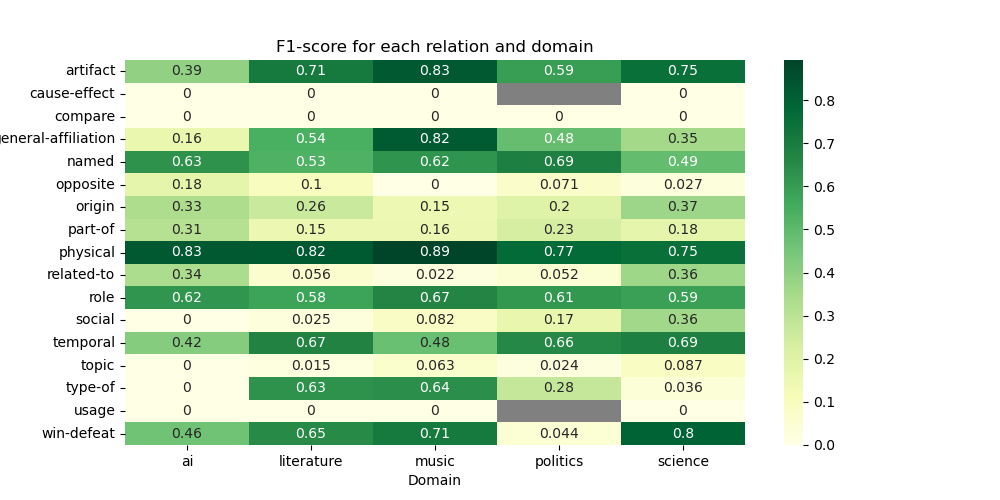 F1-score for each relation and domain
artifact 0.39 0.71 0.83 0.59 0.75
cause-effect 0 0 0 0
compare 0 0 0 0 0
eneral-affiliation 0.16 0.54 0.82 0.48 0.35
named 0.63 0.53 0.62 0.69 0.49
opposite 0.18 0.1 0 0.071 0.027
origin 0.33 0.26 0.15 0.2 0.37
part-of 0.31 0.15 0.16 0.23 0.18
physical 0.83 0.82 0.89 0.77 0.75
related-to 0.34 0.056 0.022 0.052 0.36
role 0.62 0.58 0.67 0.61 0.59
social 0 0.025 0.082 0.17 0.36
temporal 0.42 0.67 0.48 0.66 0.69
topic 0 0.015 0.063 0.024 0.087
type-of 0 0.63 0.64 0.28 0.036
usage 0 0 0 0
win-defeat 0.46 0.65 0.71 0.044 0.8
ai literature music politics science
Domain
0.8
0.7
0.6
0.5
0.4
0.3
0.2
0.1
0.0